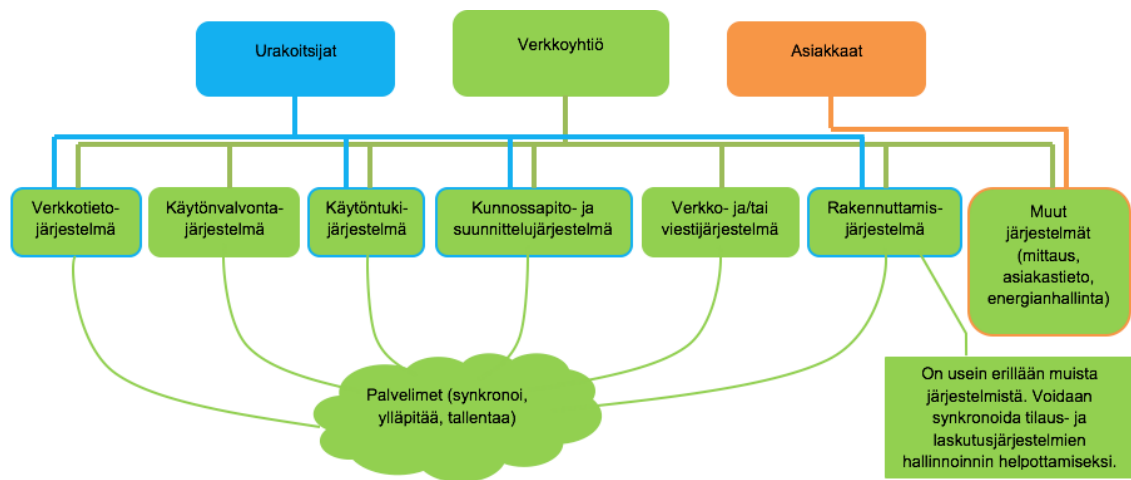 Urakoitsijat
Verkkoyhtiö
Asiakkaat
Verkkotieto-
järjestelmä
Käytönvalvonta-
järjestelmä
Käytöntuki-
järjestelmä
Kunnossapito- ja
suunnittelujärjestelmä
Verkko- ja/tai
viestijärjestelmä
Rakennuttamis-
järjestelmä
Muut
järjestelmät
(mittaus,
asiakastieto,
energianhallinta)
Palvelimet (synkronoi,
ylläpitää, tallentaa)
On usein erillään muista
järjestelmistä. Voidaan
synkronoida tilaus- ja
laskutusjärjestelmien
hallinnoinnin helpottamiseksi.